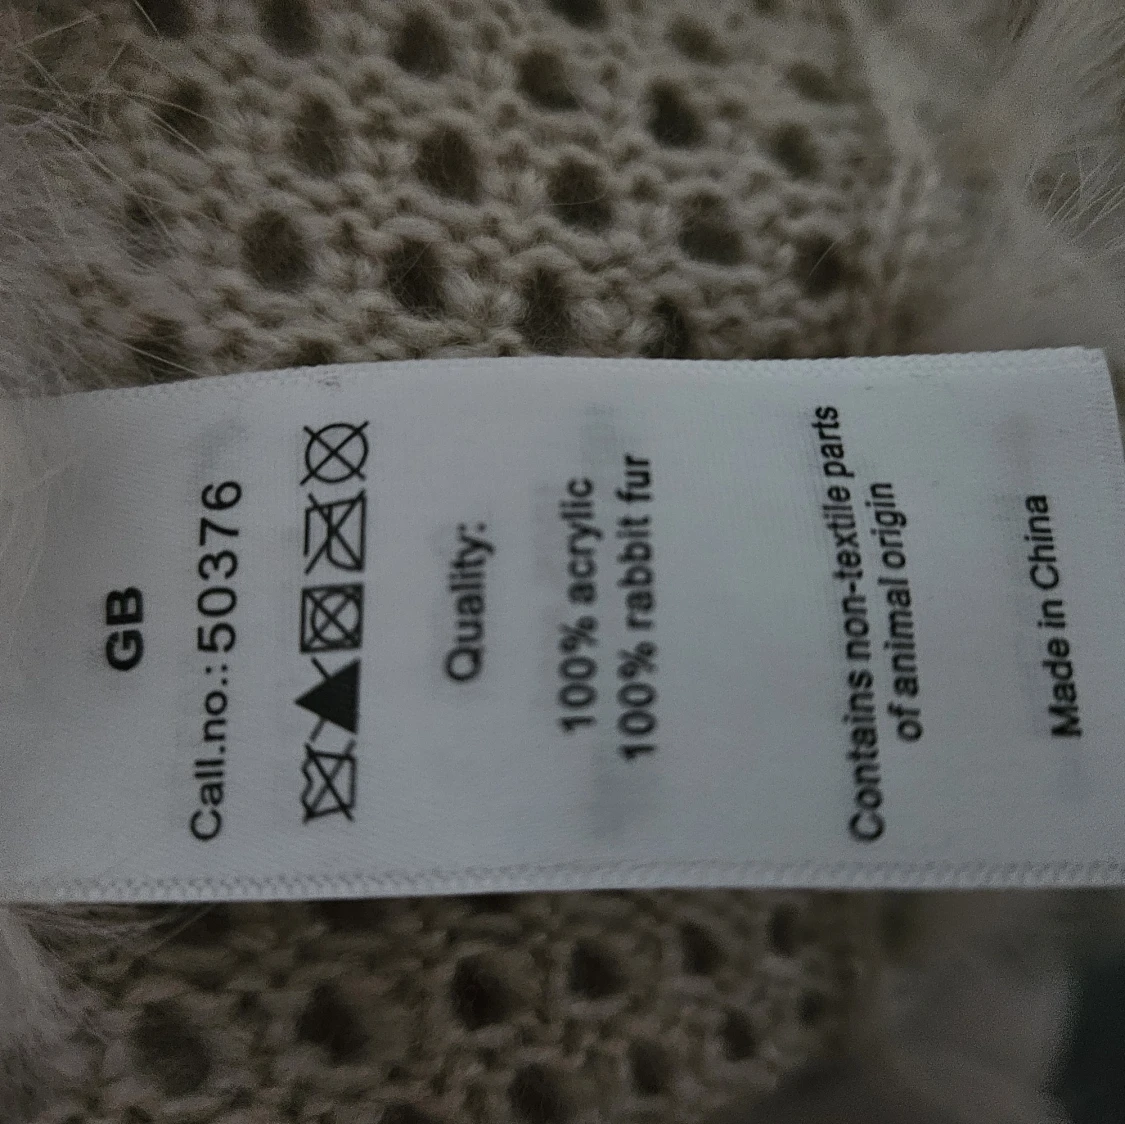 GB
Call.no.:50376
Quality:
100% acrylic
100% rabbit fur
Contains non-textile parts
of animal origin
Made in China